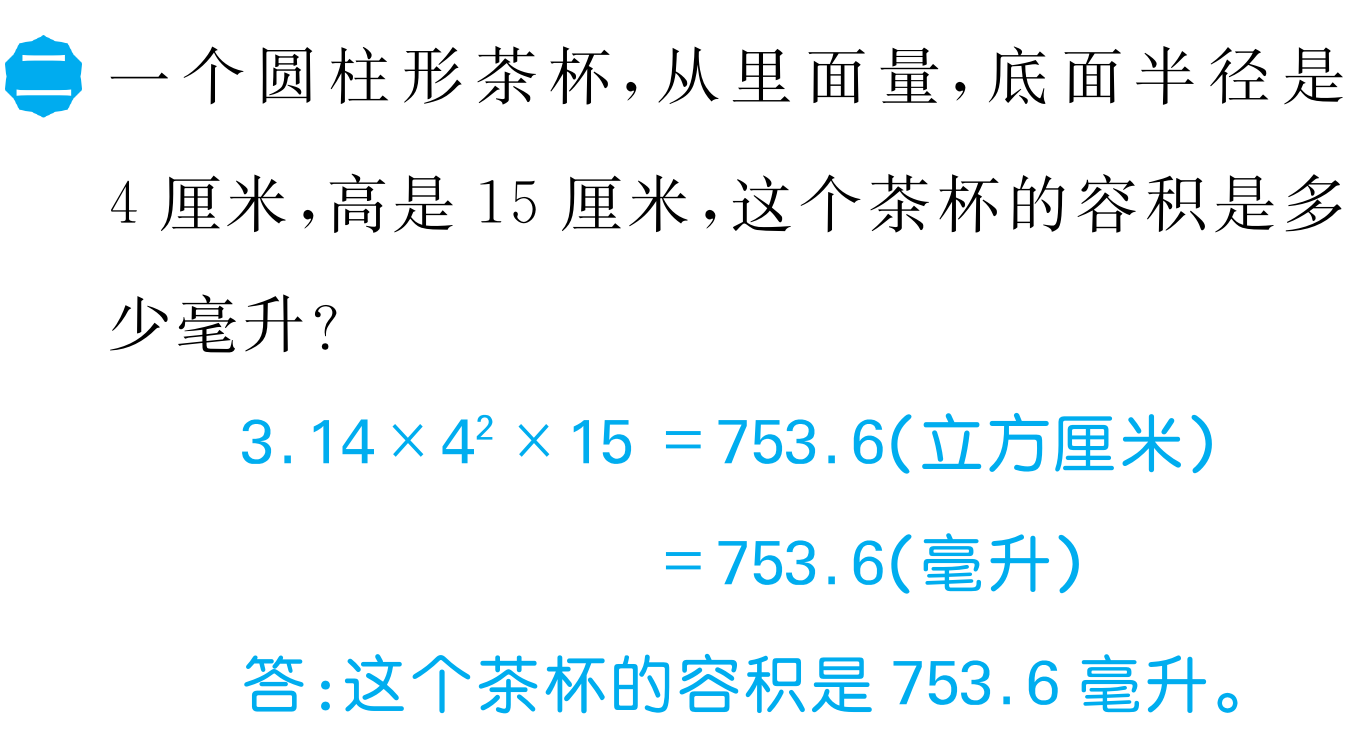 二 一个圆柱形茶杯,从里面量,底面半径是
4 厘米,高是 15 厘米,这个茶杯的容积是多
少毫升?
3.14×4² ×15 =753.6(立方厘米)
=753.6(毫升)
答:这个茶杯的容积是 753.6 毫升。